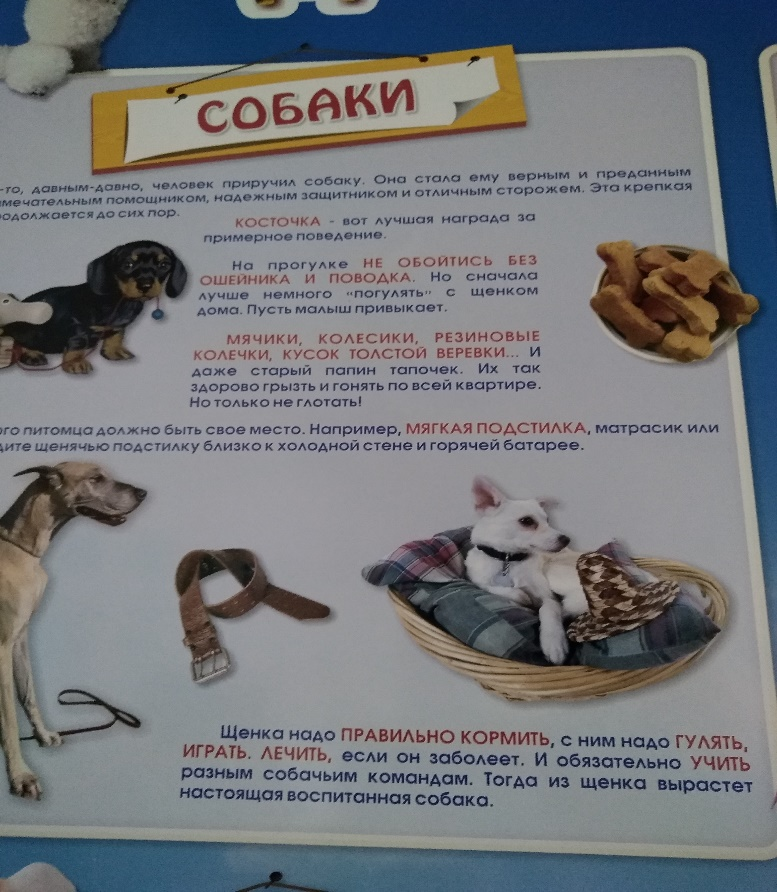 СОБАКИ
-то, давным-давно, человек приручил собаку. Она стала ему верным и преданным
мечательным помощником, надежным защитником и отличным сторожем. Эта крепкая
одолжается до сих пор.
КОСТОЧКА - вот лучшая награда за
примерное поведение.
На прогулке НЕ ОБОЙТИСЬ БЕЗ
ОШЕЙНИКА И ПОВОДКА. Но сначала
лучше немного "погулять" с щенком
дома. Пусть малыш привыкает.
МЯЧИКИ, КОЛЕСИКИ, РЕЗИНОВЫЕ
КОЛЕЧКИ, КУСОК ТОЛСТОЙ ВЕРЕВКИ... И
даже старый папин тапочек. Их так
здорово грызть и гонять по всей квартире.
Но только не глотать!
ого питомца должно быть свое место. Например, МЯГКАЯ ПОДСТИЛКА, матрасик или
дите щенячью подстилку близко к холодной стене и горячей батарее.
Щенка надо ПРАВИЛЬНО КОРМИТЬ, с ним надо ГУЛЯТЬ,
ИГРАТЬ. ЛЕЧИТЬ, если он заболеет. И обязательно УЧИТЬ
разным собачьим командам. Тогда из щенка вырастет
настоящая воспитанная собака.